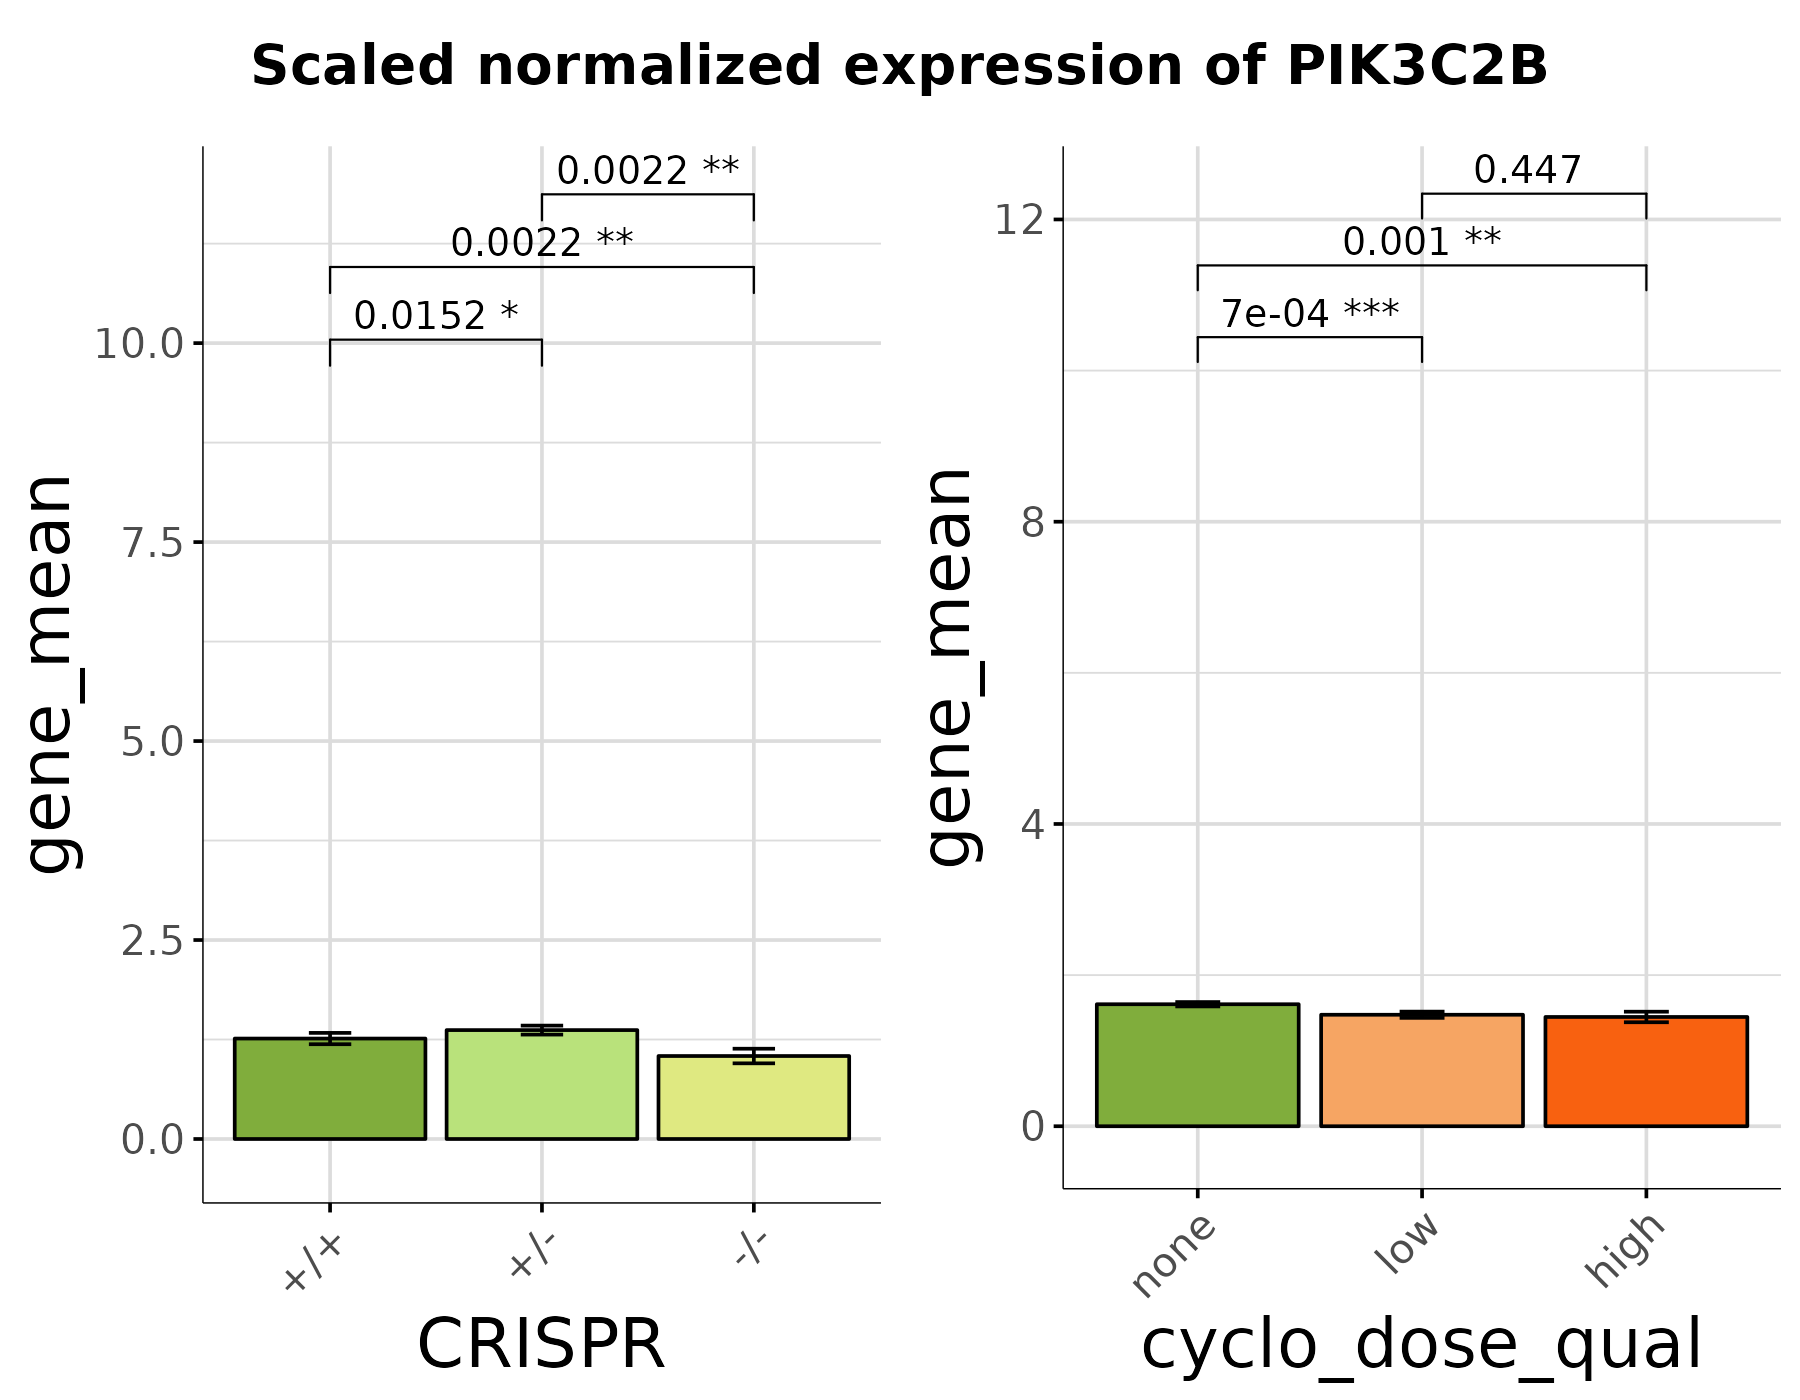 Scaled normalized expression of PIK3C2B
gene_mean
10.0
7.5
5.0
2.5
0.0
0.0022 **
0.0022 **
0.0152 *
+/+
+/-
-/-
CRISPR
gene_mean
12
8
4
0
0.447
0.001 **
7e-04 ***
none
low
high
cyclo_dose_qual